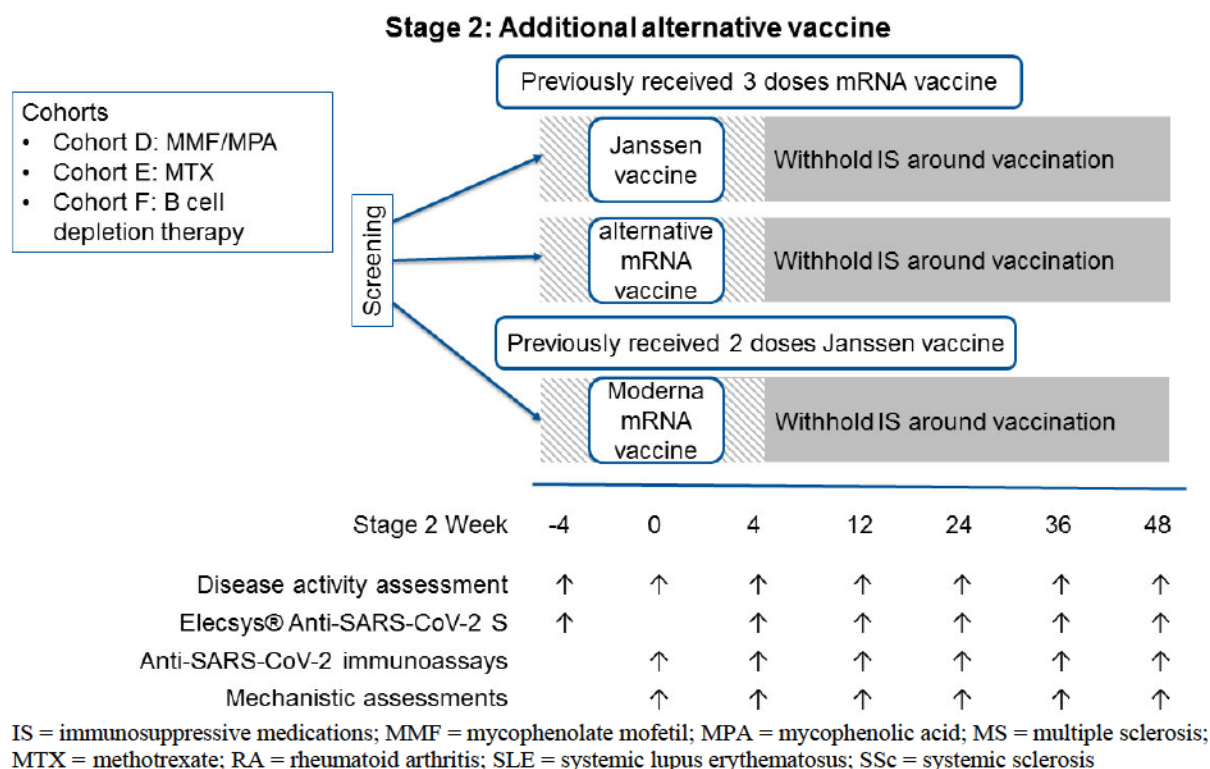 Stage 2: Additional alternative vaccine
Previously received 3 doses mRNA vaccine
Cohorts
• Cohort D: MMF/MPA
• Cohort E: MTX
• Cohort F: B cell
depletion therapy
Screening
Janssen
vaccine
Withhold IS around vaccination
alternative
mRNA
vaccine
Withhold IS around vaccination
Previously received 2 doses Janssen vaccine
Moderna
mRNA
vaccine
Withhold IS around vaccination
Stage 2 Week -4 0 4 12 24 36 48
Disease activity assessment ↑ ↑ ↑ ↑ ↑ ↑ ↑
Elecsys® Anti-SARS-CoV-2 S ↑ ↑ ↑ ↑ ↑ ↑
Anti-SARS-CoV-2 immunoassays ↑ ↑ ↑ ↑ ↑ ↑
Mechanistic assessments ↑ ↑ ↑ ↑ ↑ ↑
IS = immunosuppressive medications; MMF = mycophenolate mofetil; MPA = mycophenolic acid; MS = multiple sclerosis;
MTX = methotrexate; RA = rheumatoid arthritis; SLE = systemic lupus erythematosus; SSc = systemic sclerosis